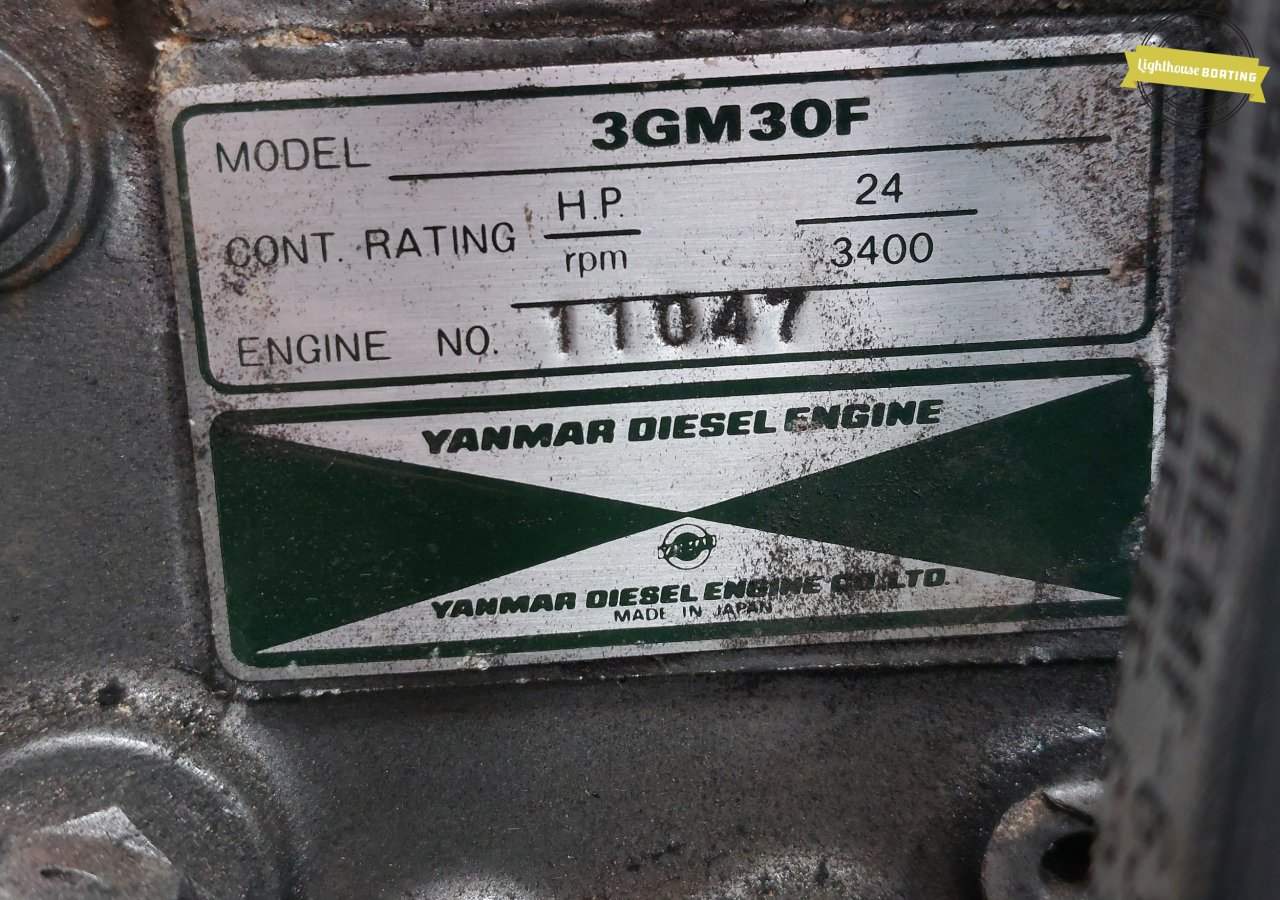 Lighthouse BOATING
MODEL 3GM30F
CONT. RATING H.P. 24
rpm 3400
ENGINE NO. 11047
YANMAR DIESEL ENGINE
YANMAR
YANMAR DIESEL ENGINE CO.,LTD.
MADE IN JAPAN